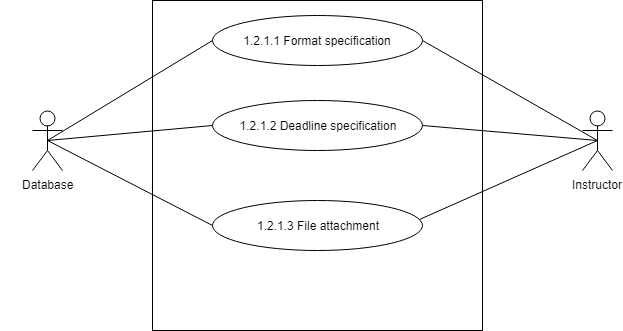 1.2.1.1 Format specification
1.2.1.2 Deadline specification
Database
Instructor
1.2.1.3 File attachment